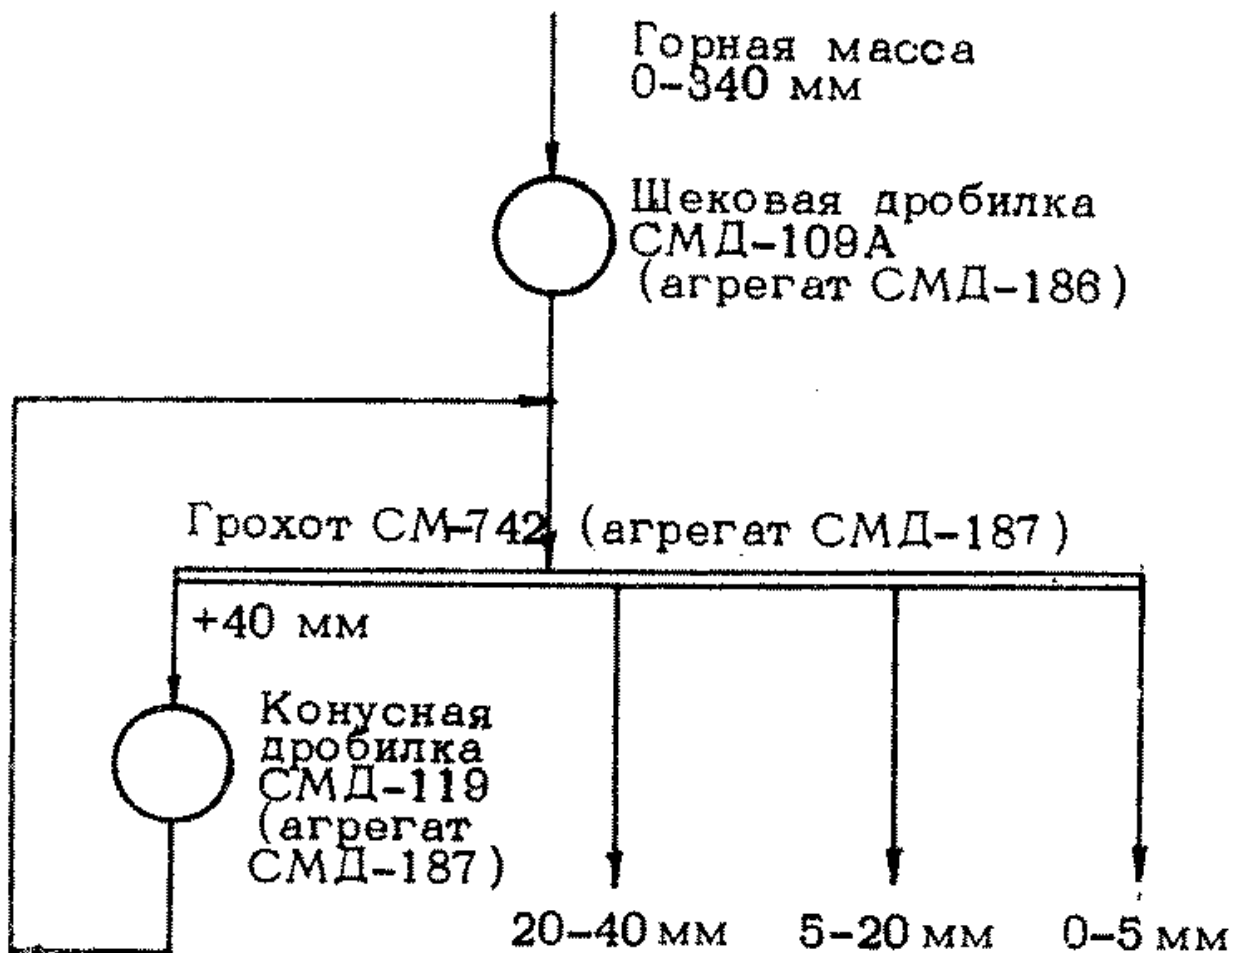 Горная масса
0-340 мм
Щековая дробилка
СМД-109А
(агрегат СМД-186)
Грохот СМ-742 (агрегат СМД-187)
+40 мм
Конусная
дробилка
СМД-119
(агрегат
СМД-187)
20-40 мм 5-20 мм 0-5 мм